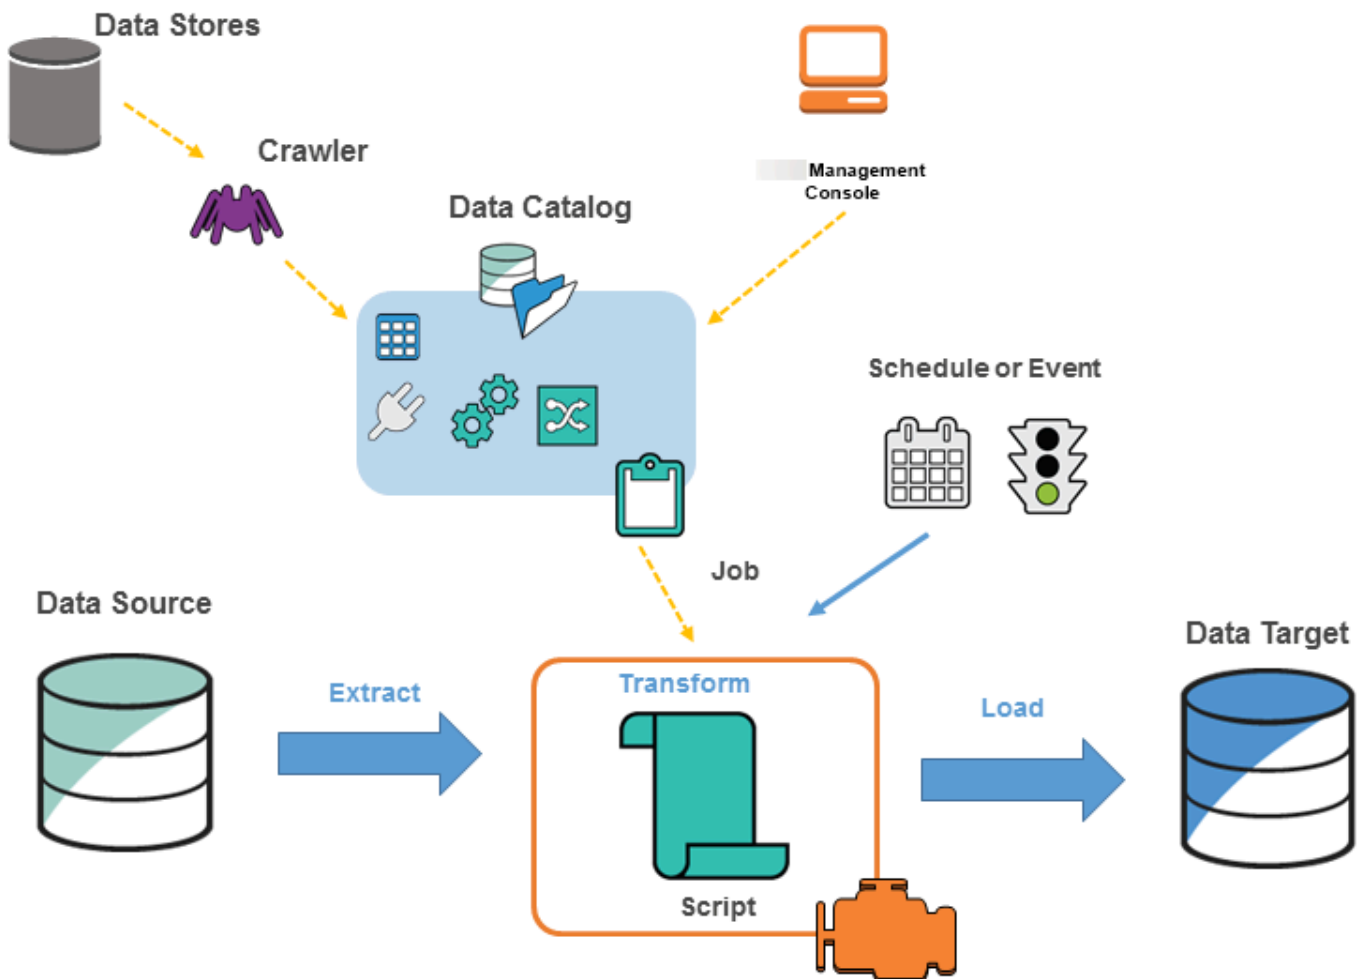 Data Stores
Crawler
Management
Console
Data Catalog
Schedule or Event
Job
Data Source
Data Target
Extract
Transform
Load
Script